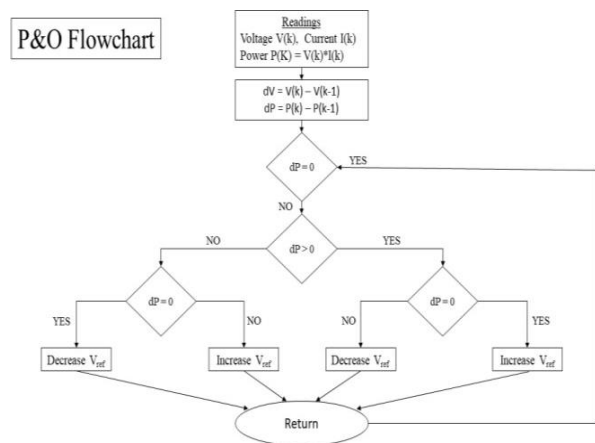 P&O Flowchart
Readings
Voltage V(k), Current I(k)
Power P(K) = V(k)*I(k)
dV = V(k) – V(k-1)
dP = P(k) – P(k-1)
dP = 0
YES
NO
dP > 0
NO
YES
dP = 0
dP = 0
YES
NO
NO
YES
Decrease Vref
Increase Vref
Decrease Vref
Increase Vref
Return